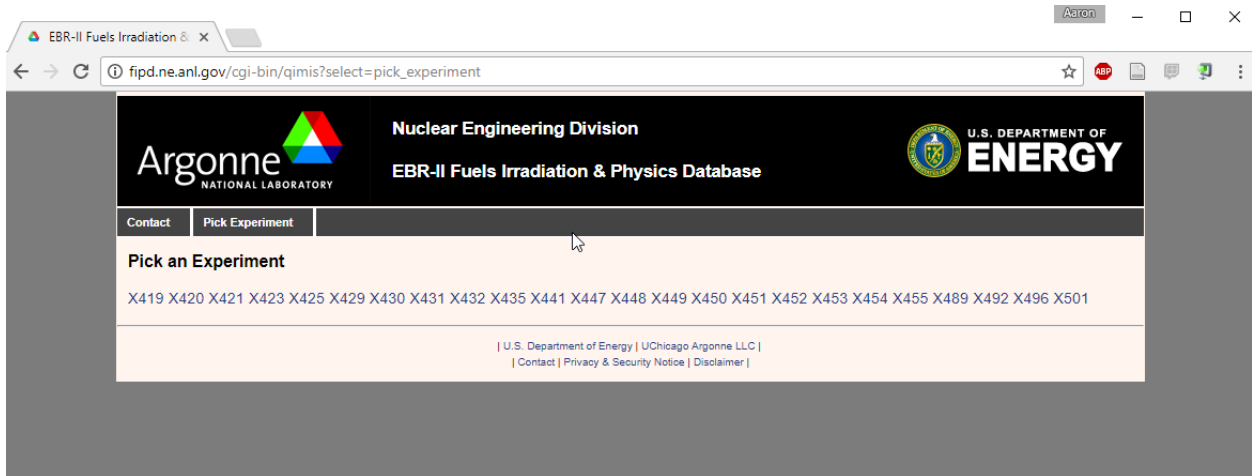 Aaron
EBR-II Fuels Irradiation &
fipd.ne.anl.gov/cgi-bin/qimis?select=pick_experiment
ABP
Argonne
NATIONAL LABORATORY
Nuclear Engineering Division
EBR-II Fuels Irradiation & Physics Database
U.S. DEPARTMENT OF
ENERGY
Contact Pick Experiment
Pick an Experiment
X419 X420 X421 X423 X425 X429 X430 X431 X432 X435 X441 X447 X448 X449 X450 X451 X452 X453 X454 X455 X489 X492 X496 X501
| U.S. Department of Energy | UChicago Argonne LLC |
| Contact | Privacy & Security Notice | Disclaimer |